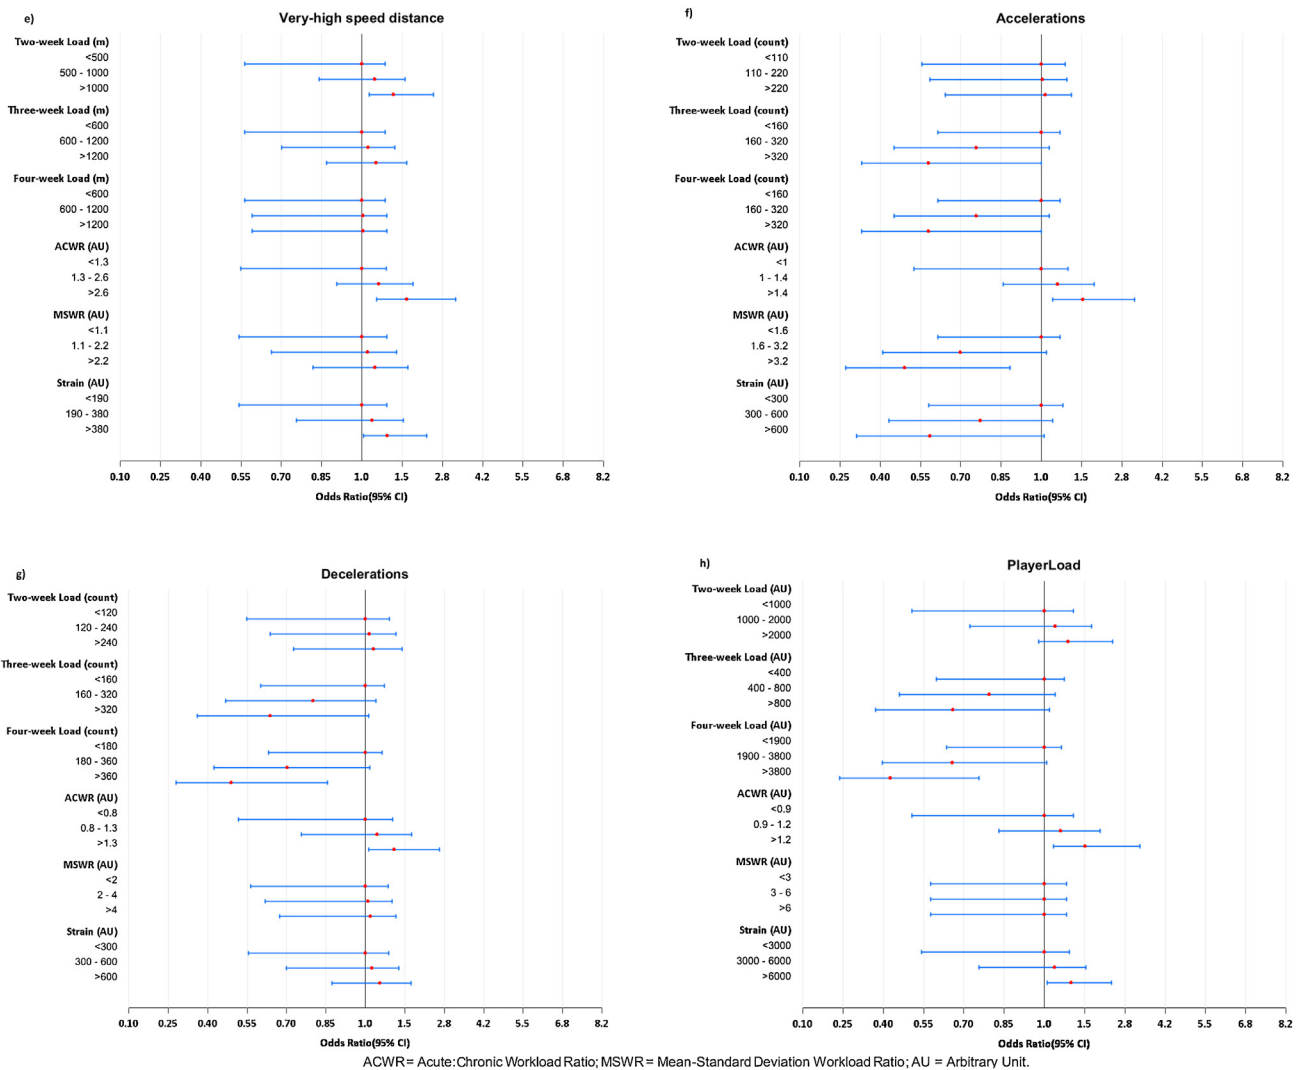 e)
Very-high speed distance
Two-week Load (m)
<500
500 - 1000
>1000
Three-week Load (m)
<600
600 - 1200
>1200
Four-week Load (m)
<600
600 - 1200
>1200
ACWR (AU)
<1.3
1.3 - 2.6
>2.6
MSWR (AU)
<1.1
1.1 - 2.2
>2.2
Strain (AU)
<190
190 - 380
>380
0.10 0.25 0.40 0.55 0.70 0.85 1.0 1.5 2.8 4.2 5.5 6.8 8.2
Odds Ratio(95% CI)
f)
Accelerations
Two-week Load (count)
<110
110 - 220
>220
Three-week Load (count)
<160
160 - 320
>320
Four-week Load (count)
<160
160 - 320
>320
ACWR (AU)
<1
1 - 1.4
>1.4
MSWR (AU)
<1.6
1.6 - 3.2
>3.2
Strain (AU)
<300
300 - 600
>600
0.10 0.25 0.40 0.55 0.70 0.85 1.0 1.5 2.8 4.2 5.5 6.8 8.2
Odds Ratio(95% CI)
g)
Decelerations
Two-week Load (count)
<120
120 - 240
>240
Three-week Load (count)
<160
160 - 320
>320
Four-week Load (count)
<180
180 - 360
>360
ACWR (AU)
<0.8
0.8 - 1.3
>1.3
MSWR (AU)
<2
2 - 4
>4
Strain (AU)
<300
300 - 600
>600
0.10 0.25 0.40 0.55 0.70 0.85 1.0 1.5 2.8 4.2 5.5 6.8 8.2
Odds Ratio(95% CI)
h)
PlayerLoad
Two-week Load (AU)
<1000
1000 - 2000
>2000
Three-week Load (AU)
<400
400 - 800
>800
Four-week Load (AU)
<1900
1900 - 3800
>3800
ACWR (AU)
<0.9
0.9 - 1.2
>1.2
MSWR (AU)
<3
3 - 6
>6
Strain (AU)
<3000
3000 - 6000
>6000
0.10 0.25 0.40 0.55 0.70 0.85 1.0 1.5 2.8 4.2 5.5 6.8 8.2
Odds Ratio(95% CI)
ACWR = Acute:Chronic Workload Ratio; MSWR = Mean-Standard Deviation Workload Ratio; AU = Arbitrary Unit.